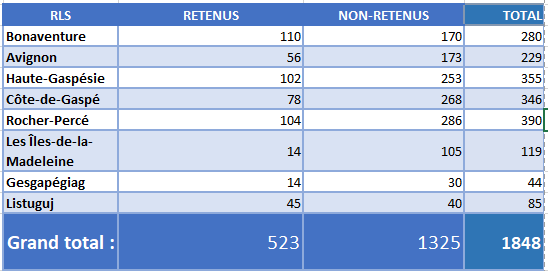 RLS RETENUS NON-RETENUS TOTAL
Bonaventure 110 170 280
Avignon 56 173 229
Haute-Gaspésie 102 253 355
Côte-de-Gaspé 78 268 346
Rocher-Percé 104 286 390
Les Îles-de-la-
Madeleine 14 105 119
Gesgapégiag 14 30 44
Listuguj 45 40 85
Grand total : 523 1325 1848